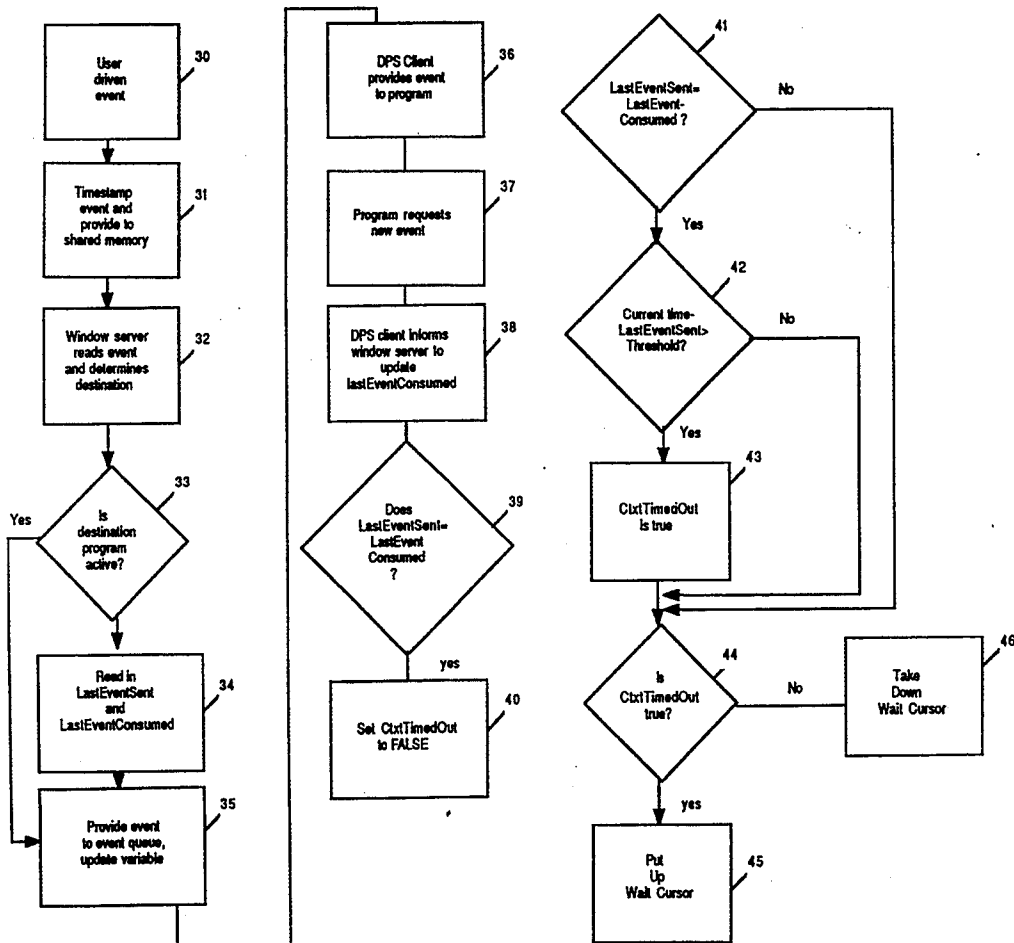 User
driven
event
30
Timestamp
event and
provide to
shared memory
31
Window server
reads event
and determines
destination
32
Is
destination
program
active?
33
Yes
Read in
LastEventSent
and
LastEventConsumed
34
Provide event
to event queue,
update variable
35
DPS Client
provides event
to program
36
Program requests
new event
37
DPS client informs
window server to
update
lastEventConsumed
38
Does
LastEventSent=
LastEvent
Consumed
?
39
yes
Set CtxtTimedOut
to FALSE
40
LastEventSent=
LastEvent-
Consumed ?
41
No
Yes
Current time-
LastEventSent>
Threshold?
42
No
Yes
CtxtTimedOut
is true
43
Is
CtxtTimedOut
true?
44
No
Take
Down
Wait Cursor
46
yes
Put
Up
Wait Cursor
45